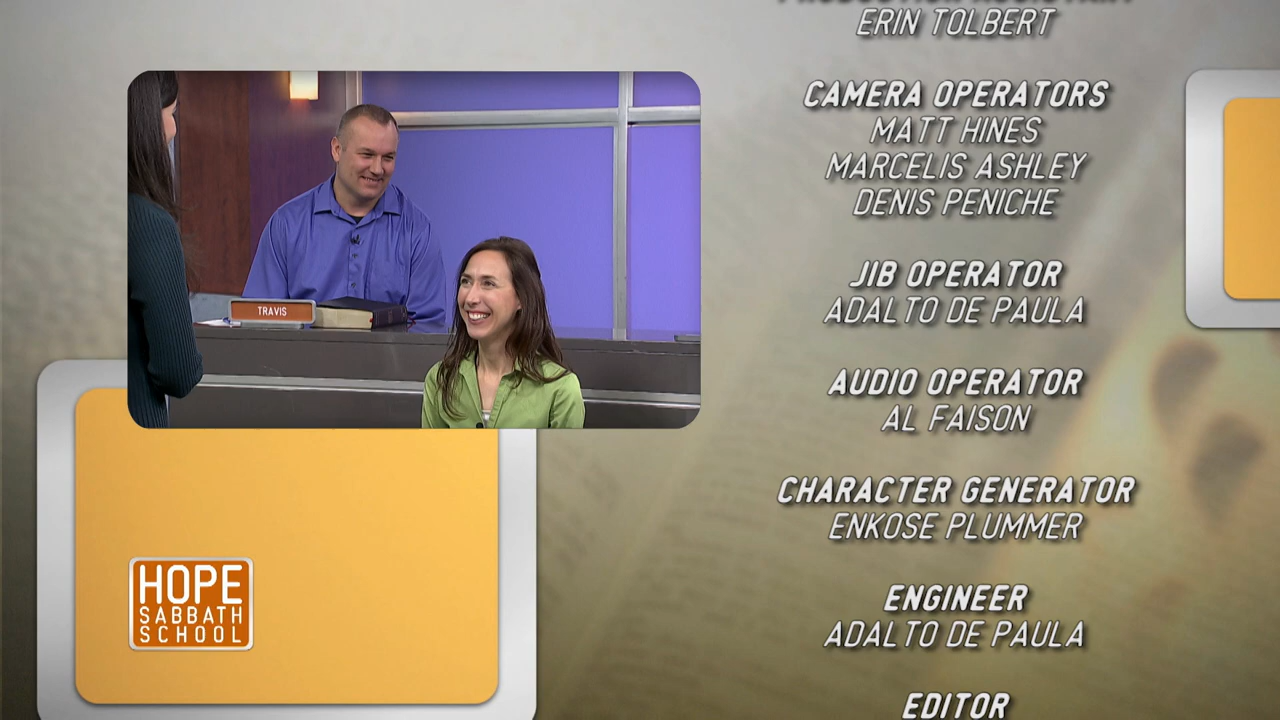 ERIN TOLBERT
CAMERA OPERATORS
MATT HINES
MARCELIS ASHLEY
DENIS PENICHE
JIB OPERATOR
ADALTO DE PAULA
AUDIO OPERATOR
AL FAISON
CHARACTER GENERATOR
ENKOSE PLUMMER
ENGINEER
ADALTO DE PAULA
EDITOR
TRAVIS
HOPE
SABBATH
SCHOOL